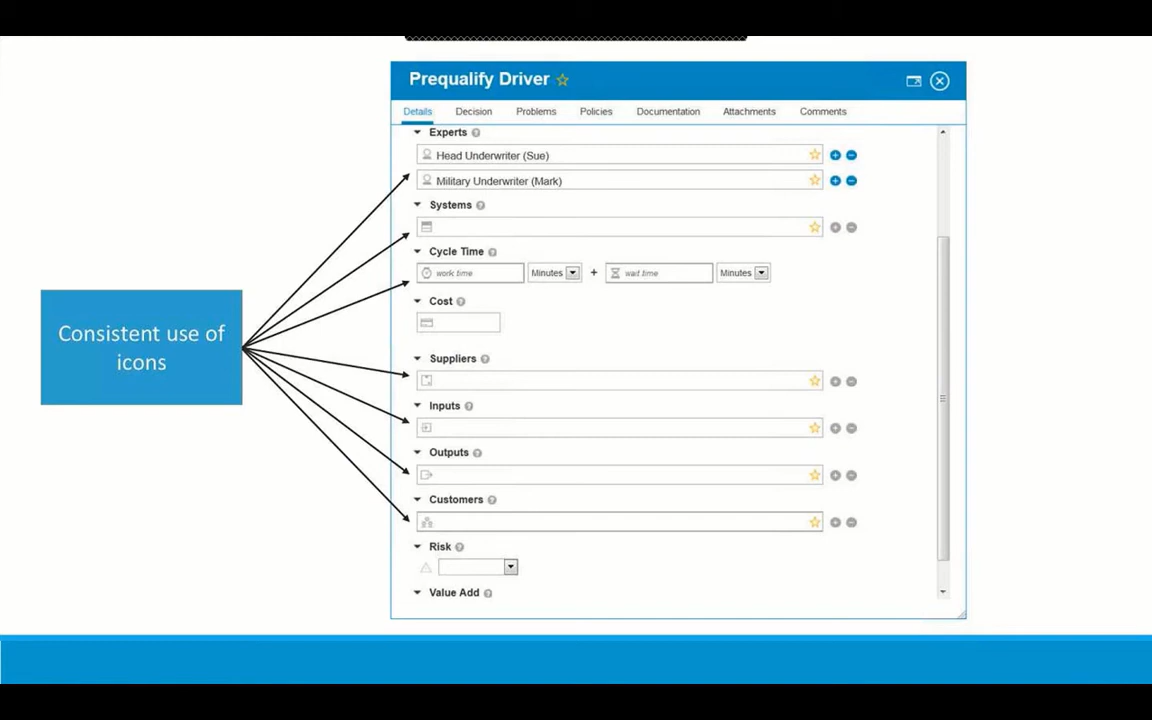 Prequalify Driver
Details Decision Problems Policies Documentation Attachments Comments
Experts
Head Underwriter (Sue)
Military Underwriter (Mark)
Systems
Cycle Time
work time Minutes + wait time Minutes
Cost
Consistent use of
icons
Suppliers
Inputs
Outputs
Customers
Risk
Value Add